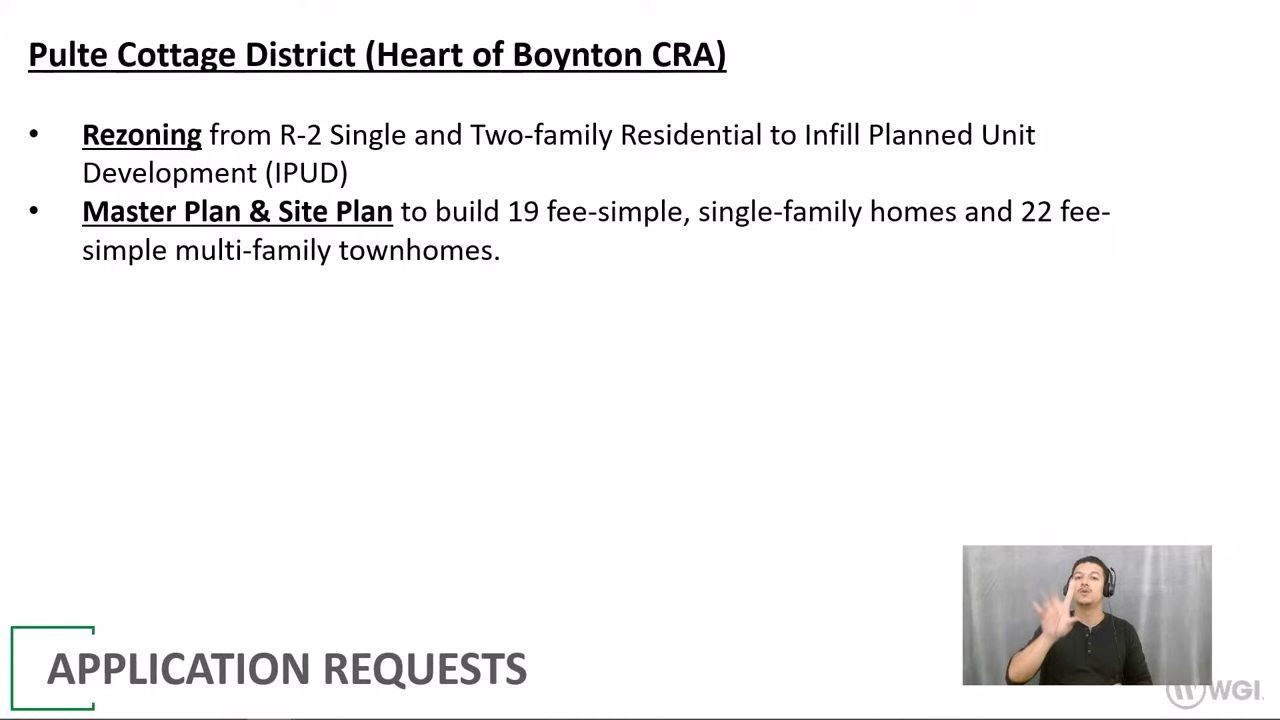 Pulte Cottage District (Heart of Boynton CRA)
• Rezoning from R-2 Single and Two-family Residential to Infill Planned Unit
Development (IPUD)
• Master Plan & Site Plan to build 19 fee-simple, single-family homes and 22 fee-
simple multi-family townhomes.
APPLICATION REQUESTS
WGI.